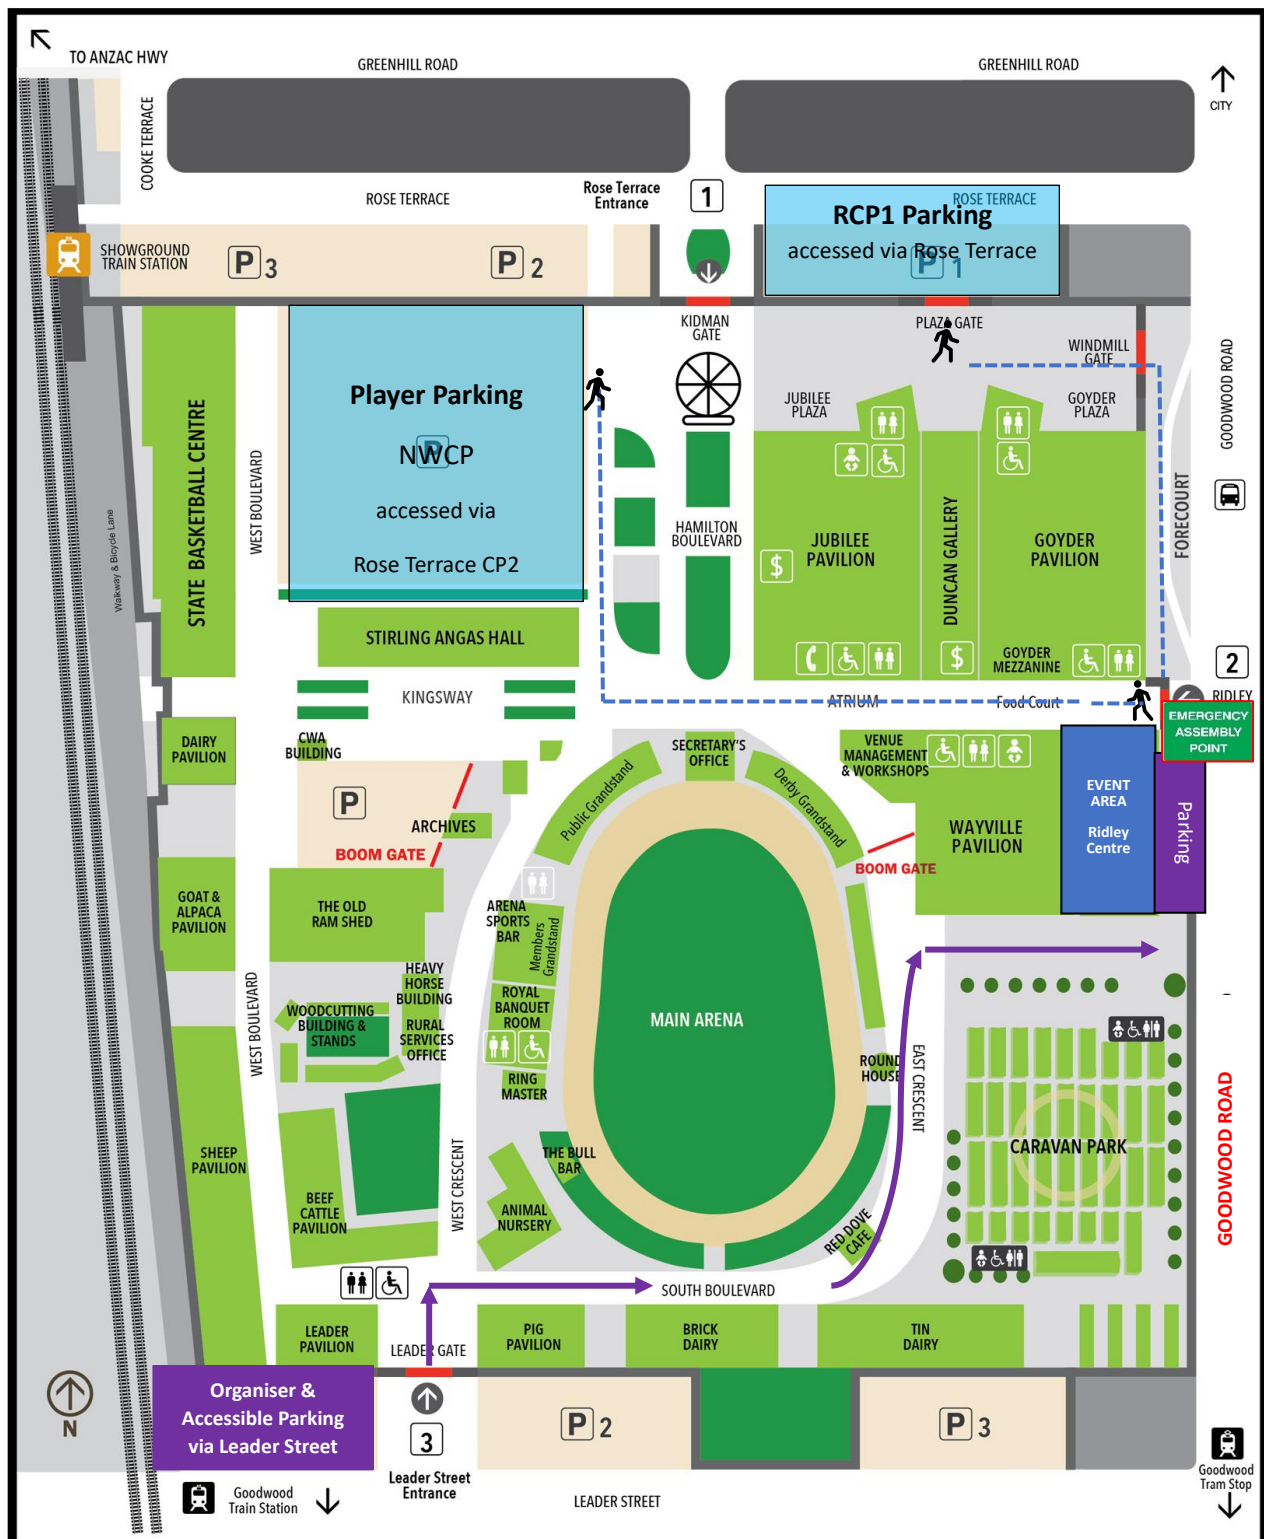 TO ANZAC HWY
GREENHILL ROAD
GREENHILL ROAD
CITY
COOKE TERRACE
ROSE TERRACE
Rose Terrace
Entrance
1
ROSE TERRACE
RCP1 Parking
accessed via Rose Terrace
P 1
SHOWGROUND
TRAIN STATION
P 3
P 2
KIDMAN
GATE
PLAZA GATE
WINDMILL
GATE
GOODWOOD ROAD
JUBILEE
PLAZA
GOYDER
PLAZA
Player Parking
P
NWCP
accessed via
Rose Terrace CP2
STATE BASKETBALL CENTRE
WEST BOULEVARD
Walkway & Bicycle Lane
HAMILTON
BOULEVARD
JUBILEE
PAVILION
$
DUNCAN GALLERY
GOYDER
PAVILION
FORECOURT
STIRLING ANGAS HALL
$
GOYDER
MEZZANINE
2
RIDLEY
KINGSWAY
ATRIUM
Food Court
EMERGENCY
ASSEMBLY
POINT
DAIRY
PAVILION
CWA
BUILDING
SECRETARY'S
OFFICE
VENUE
MANAGEMENT
& WORKSHOPS
Public Grandstand
Derby Grandstand
P
ARCHIVES
BOOM GATE
WAYVILLE
PAVILION
BOOM GATE
EVENT
AREA
Ridley
Centre
Parking
GOAT &
ALPACA
PAVILION
THE OLD
RAM SHED
ARENA
SPORTS
BAR
Members
Grandstand
HEAVY
HORSE
BUILDING
ROYAL
BANQUET
ROOM
WOODCUTTING
BUILDING &
STANDS
RURAL
SERVICES
OFFICE
WEST BOULEVARD
MAIN ARENA
RING
MASTER
ROUND
HOUSE
EAST CRESCENT
SHEEP
PAVILION
BEEF
CATTLE
PAVILION
WEST CRESCENT
THE BULL
BAR
ANIMAL
NURSERY
RED DOVE
CAFE
CARAVAN PARK
GOODWOOD ROAD
SOUTH BOULEVARD
LEADER
PAVILION
LEADER GATE
PIG
PAVILION
BRICK
DAIRY
TIN
DAIRY
N
Organiser &
Accessible Parking
via Leader Street
3
Leader Street
Entrance
P 2
P 3
Goodwood
Train Station
LEADER STREET
Goodwood
Tram Stop